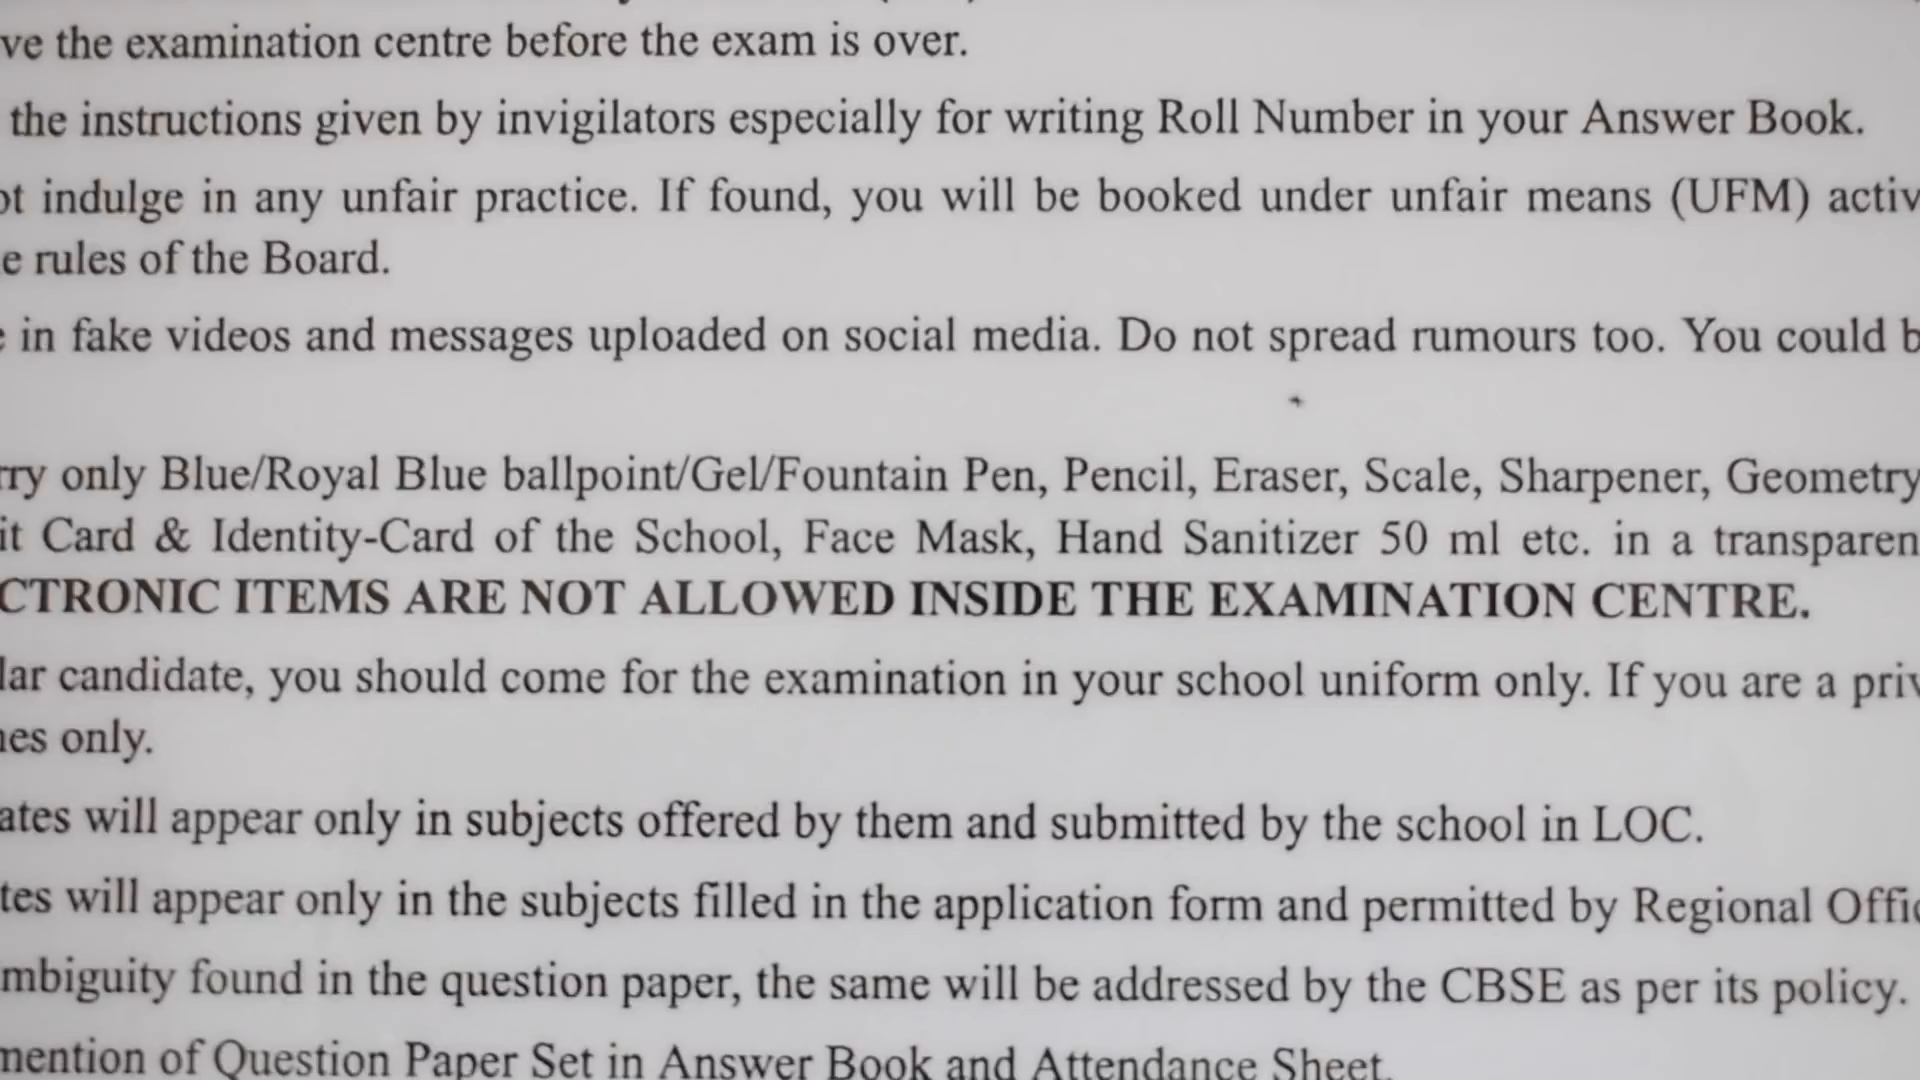 ve the examination centre before the exam is over.
the instructions given by invigilators especially for writing Roll Number in your Answer Book.
ot indulge in any unfair practice. If found, you will be booked under unfair means (UFM) activ
e rules of the Board.
e in fake videos and messages uploaded on social media. Do not spread rumours too. You could b
rry only Blue/Royal Blue ballpoint/Gel/Fountain Pen, Pencil, Eraser, Scale, Sharpener, Geometry
it Card & Identity-Card of the School, Face Mask, Hand Sanitizer 50 ml etc. in a transparen
CTRONIC ITEMS ARE NOT ALLOWED INSIDE THE EXAMINATION CENTRE.
lar candidate, you should come for the examination in your school uniform only. If you are a priv
hes only.
ates will appear only in subjects offered by them and submitted by the school in LOC.
tes will appear only in the subjects filled in the application form and permitted by Regional Offic
mbiguity found in the question paper, the same will be addressed by the CBSE as per its policy.
mention of Question Paper Set in Answer Book and Attendance Sheet.